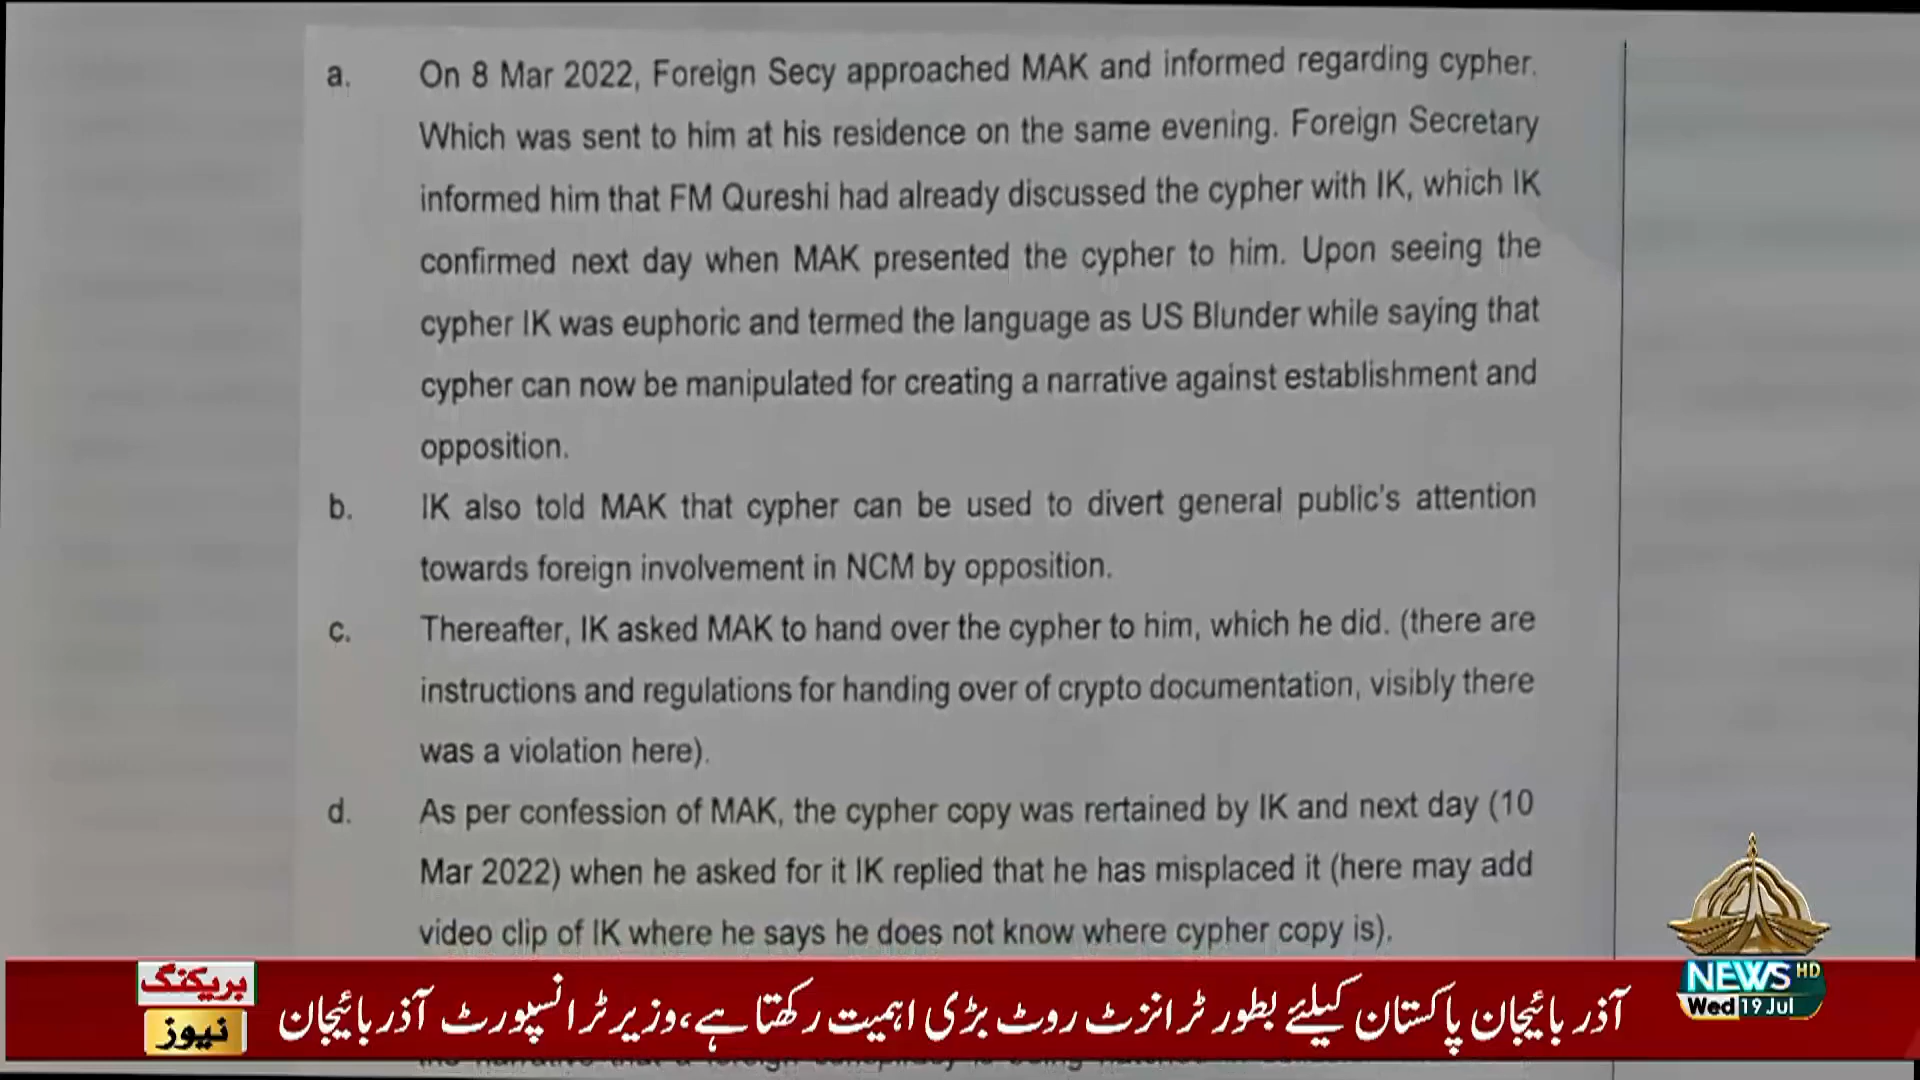 a. On 8 Mar 2022, Foreign Secy approached MAK and informed regarding cypher.
Which was sent to him at his residence on the same evening. Foreign Secretary
informed him that FM Qureshi had already discussed the cypher with IK, which IK
confirmed next day when MAK presented the cypher to him. Upon seeing the
cypher IK was euphoric and termed the language as US Blunder while saying that
cypher can now be manipulated for creating a narrative against establishment and
opposition.
b. IK also told MAK that cypher can be used to divert general public's attention
towards foreign involvement in NCM by opposition.
c. Thereafter, IK asked MAK to hand over the cypher to him, which he did. (there are
instructions and regulations for handing over of crypto documentation, visibly there
was a violation here).
d. As per confession of MAK, the cypher copy was rertained by IK and next day (10
Mar 2022) when he asked for it IK replied that he has misplaced it (here may add
video clip of IK where he says he does not know where cypher copy is).
NEWS HD
Wed 19 Jul
بریکنگ
نیوز
آذربائیجان پاکستان کیلئے بطور ٹرانزٹ روٹ بڑی اہمیت رکھتا ہے،وزیر ٹرانسپورٹ آذربائیجان